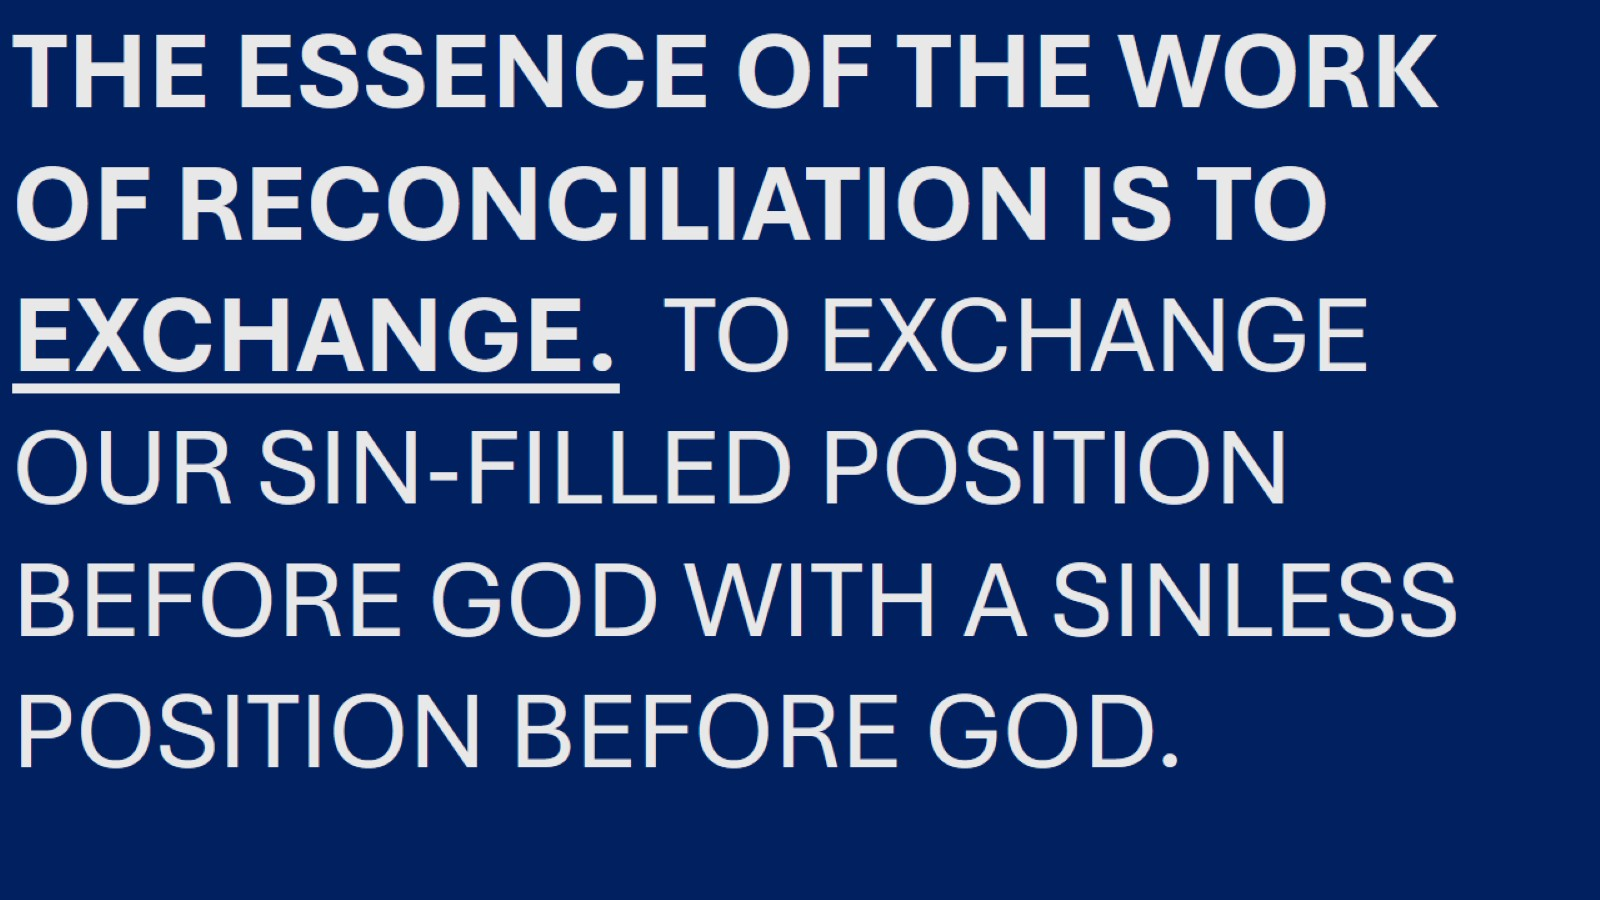 THE ESSENCE OF THE WORK
OF RECONCILIATION IS TO
EXCHANGE. TO EXCHANGE
OUR SIN-FILLED POSITION
BEFORE GOD WITH A SINLESS
POSITION BEFORE GOD.